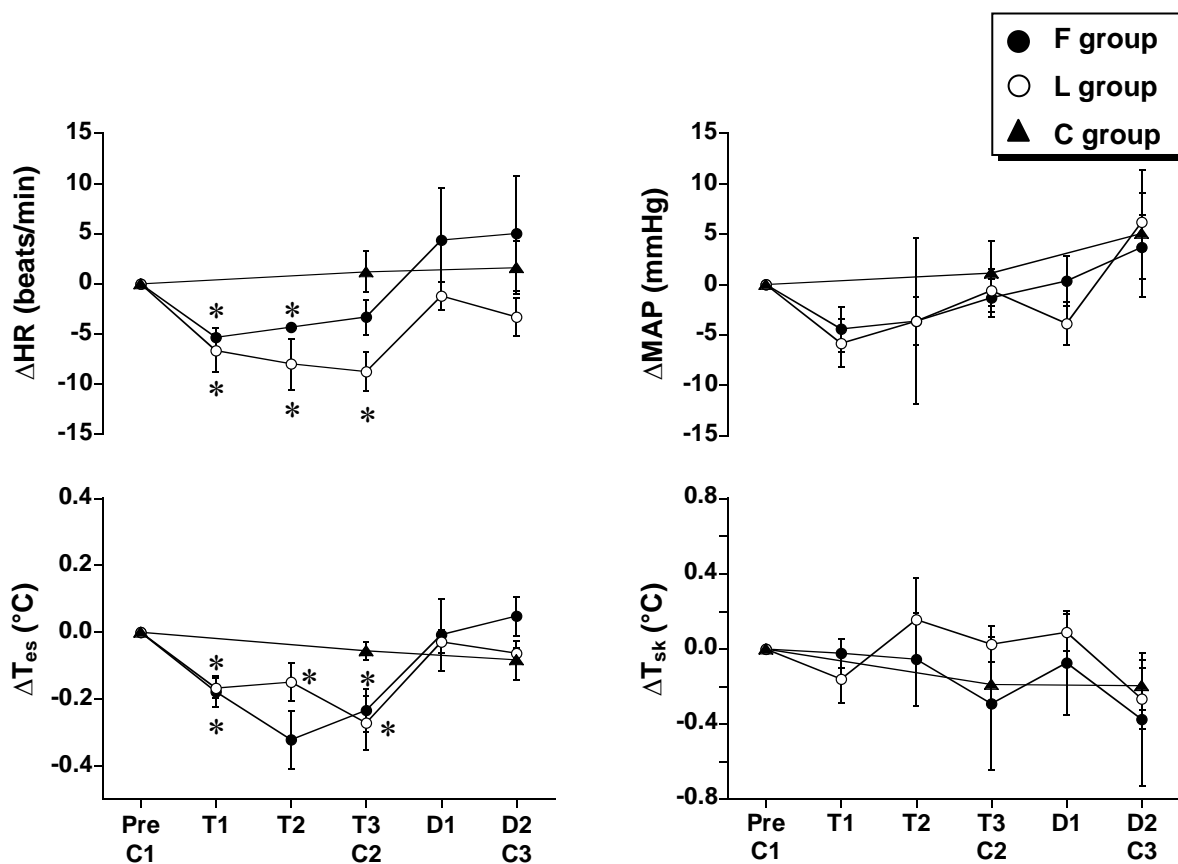 F group
L group
C group
15
10
5
0
-5
-10
-15
ΔHR (beats/min)
* *
* * *
15
10
5
0
-5
-10
-15
ΔMAP (mmHg)
0.4
0.0
-0.2
-0.4
ΔTes (°C)
* * *
* *
0.8
0.4
0.0
-0.4
-0.8
ΔTsk (°C)
Pre T1 T2 T3 D1 D2
C1 C2 C3
Pre T1 T2 T3 D1 D2
C1 C2 C3